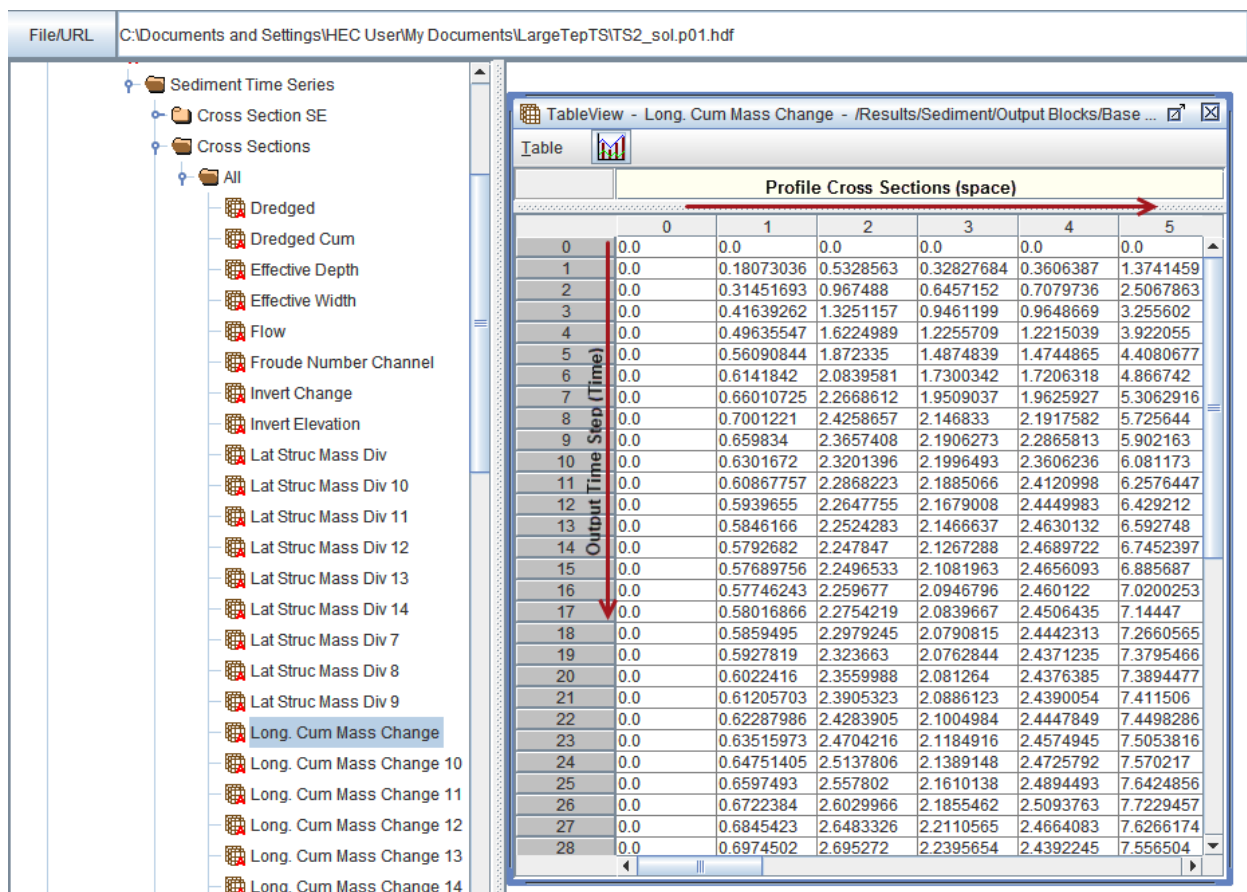 File/URL C:\Documents and Settings\HEC User\My Documents\LargeTepTS\TS2_sol.p01.hdf
Sediment Time Series
Cross Section SE
Cross Sections
All
Dredged
Dredged Cum
Effective Depth
Effective Width
Flow
Froude Number Channel
Invert Change
Invert Elevation
Lat Struc Mass Div
Lat Struc Mass Div 10
Lat Struc Mass Div 11
Lat Struc Mass Div 12
Lat Struc Mass Div 13
Lat Struc Mass Div 14
Lat Struc Mass Div 7
Lat Struc Mass Div 8
Lat Struc Mass Div 9
Long. Cum Mass Change
Long. Cum Mass Change 10
Long. Cum Mass Change 11
Long. Cum Mass Change 12
Long. Cum Mass Change 13
Long. Cum Mass Change 14
TableView - Long. Cum Mass Change - /Results/Sediment/Output Blocks/Base ...
Table
Profile Cross Sections (space)
Output Time Step (Time)
0 1 2 3 4 5
0 0.0 0.0 0.0 0.0 0.0 0.0
1 0.0 0.18073036 0.5328563 0.32827684 0.3606387 1.3741459
2 0.0 0.31451693 0.967488 0.6457152 0.7079736 2.5067863
3 0.0 0.41639262 1.3251157 0.9461199 0.9648669 3.255602
4 0.0 0.49635547 1.6224989 1.2255709 1.2215039 3.922055
5 0.0 0.56090844 1.872335 1.4874839 1.4744865 4.4080677
6 0.0 0.6141842 2.0839581 1.7300342 1.7206318 4.866742
7 0.0 0.66010725 2.2668612 1.9509037 1.9625927 5.3062916
8 0.0 0.7001221 2.4258657 2.146833 2.1917582 5.725644
9 0.0 0.659834 2.3657408 2.1906273 2.2865813 5.902163
10 0.0 0.6301672 2.3201396 2.1996493 2.3606236 6.081173
11 0.0 0.60867757 2.2868223 2.1885066 2.4120998 6.2576447
12 0.0 0.5939655 2.2647755 2.1679008 2.4449983 6.429212
13 0.0 0.5846166 2.2524283 2.1466637 2.4630132 6.592748
14 0.0 0.5792682 2.247847 2.1267288 2.4689722 6.7452397
15 0.0 0.57689756 2.2496533 2.1081963 2.4656093 6.885687
16 0.0 0.57746243 2.259677 2.0946796 2.460122 7.0200253
17 0.0 0.58016866 2.2754219 2.0839667 2.4506435 7.14447
18 0.0 0.5859495 2.2979245 2.0790815 2.4442313 7.2660565
19 0.0 0.5927819 2.323663 2.0762844 2.4371235 7.3795466
20 0.0 0.6022416 2.3559988 2.081264 2.4376385 7.3894477
21 0.0 0.61205703 2.3905323 2.0886123 2.4390054 7.411506
22 0.0 0.62287986 2.4283905 2.1004984 2.4447849 7.4498286
23 0.0 0.63515973 2.4704216 2.1184916 2.4574945 7.5053816
24 0.0 0.64751405 2.5137806 2.1389148 2.4725792 7.570217
25 0.0 0.6597493 2.557802 2.1610138 2.4894493 7.6424856
26 0.0 0.6722384 2.6029966 2.1855462 2.5093763 7.7229457
27 0.0 0.6845423 2.6483326 2.2110565 2.4664083 7.6266174
28 0.0 0.6974502 2.695272 2.2395654 2.4392245 7.556504